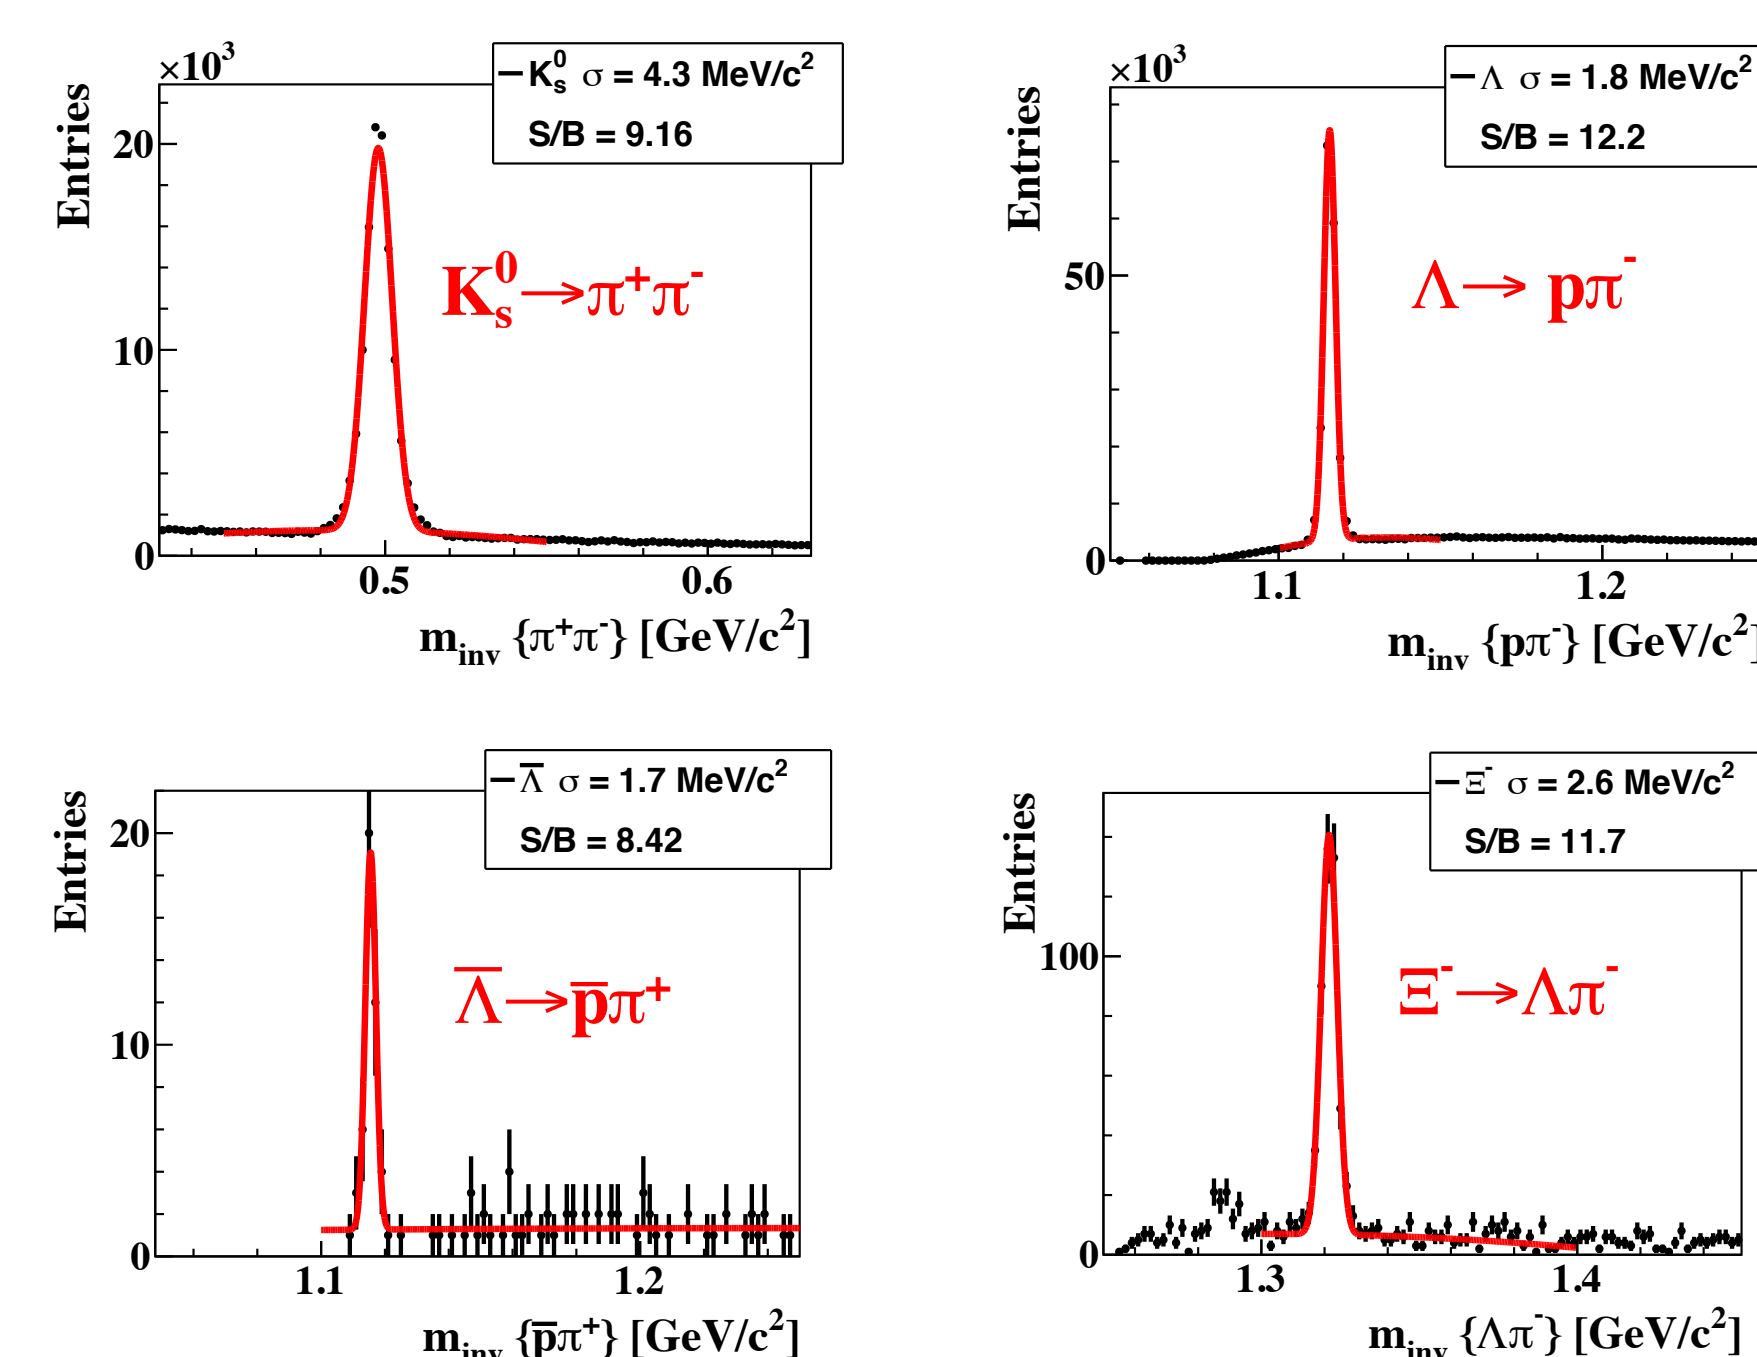 ×10³
K⁰ₛ σ = 4.3 MeV/c²
S/B = 9.16
Entries
20
10
0
K⁰ₛ→π⁺π⁻
0.5
0.6
m_inv {π⁺π⁻} [GeV/c²]
×10³
Λ σ = 1.8 MeV/c²
S/B = 12.2
Entries
50
0
Λ→ pπ⁻
1.1
1.2
m_inv {pπ⁻} [GeV/c²]
Λ̅ σ = 1.7 MeV/c²
S/B = 8.42
Entries
20
10
0
Λ̅→p̅π⁺
1.1
1.2
m_inv {p̅π⁺} [GeV/c²]
Ξ⁻ σ = 2.6 MeV/c²
S/B = 11.7
Entries
100
0
Ξ⁻→Λπ⁻
1.3
1.4
m_inv {Λπ⁻} [GeV/c²]